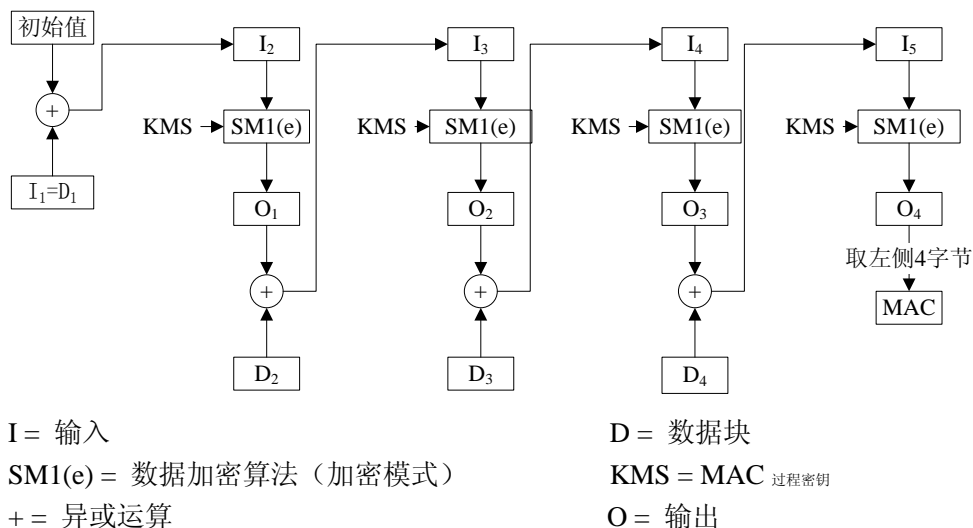 初始值
I₂
I₃
I₄
I₅
+
KMS
SM1(e)
KMS
SM1(e)
KMS
SM1(e)
KMS
SM1(e)
I₁=D₁
O₁
O₂
O₃
O₄
取左侧4字节
+
+
+
MAC
D₂
D₃
D₄
I = 输入
D = 数据块
SM1(e) = 数据加密算法（加密模式）
KMS = MAC 过程密钥
+ = 异或运算
O = 输出